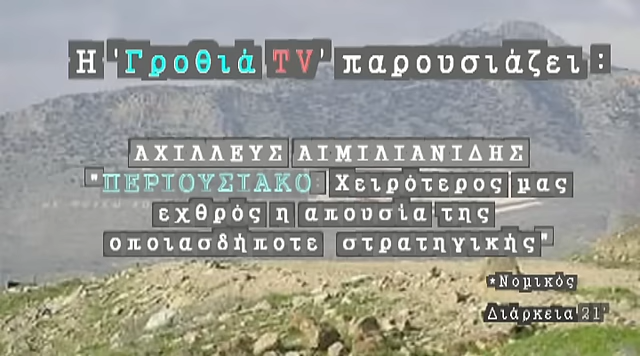 Η 'Γροθιά TV' παρουσιάζει :
ΑΧΙΛΛΕΥΣ ΑΙΜΙΛΙΑΝΙΔΗΣ
"ΠΕΡΙΟΥΣΙΑΚΟ: Χειρότερος μας
εχθρός η απουσία της
οποιασδήποτε στρατηγικής"
*Νομικός
Διάρκεια 21'